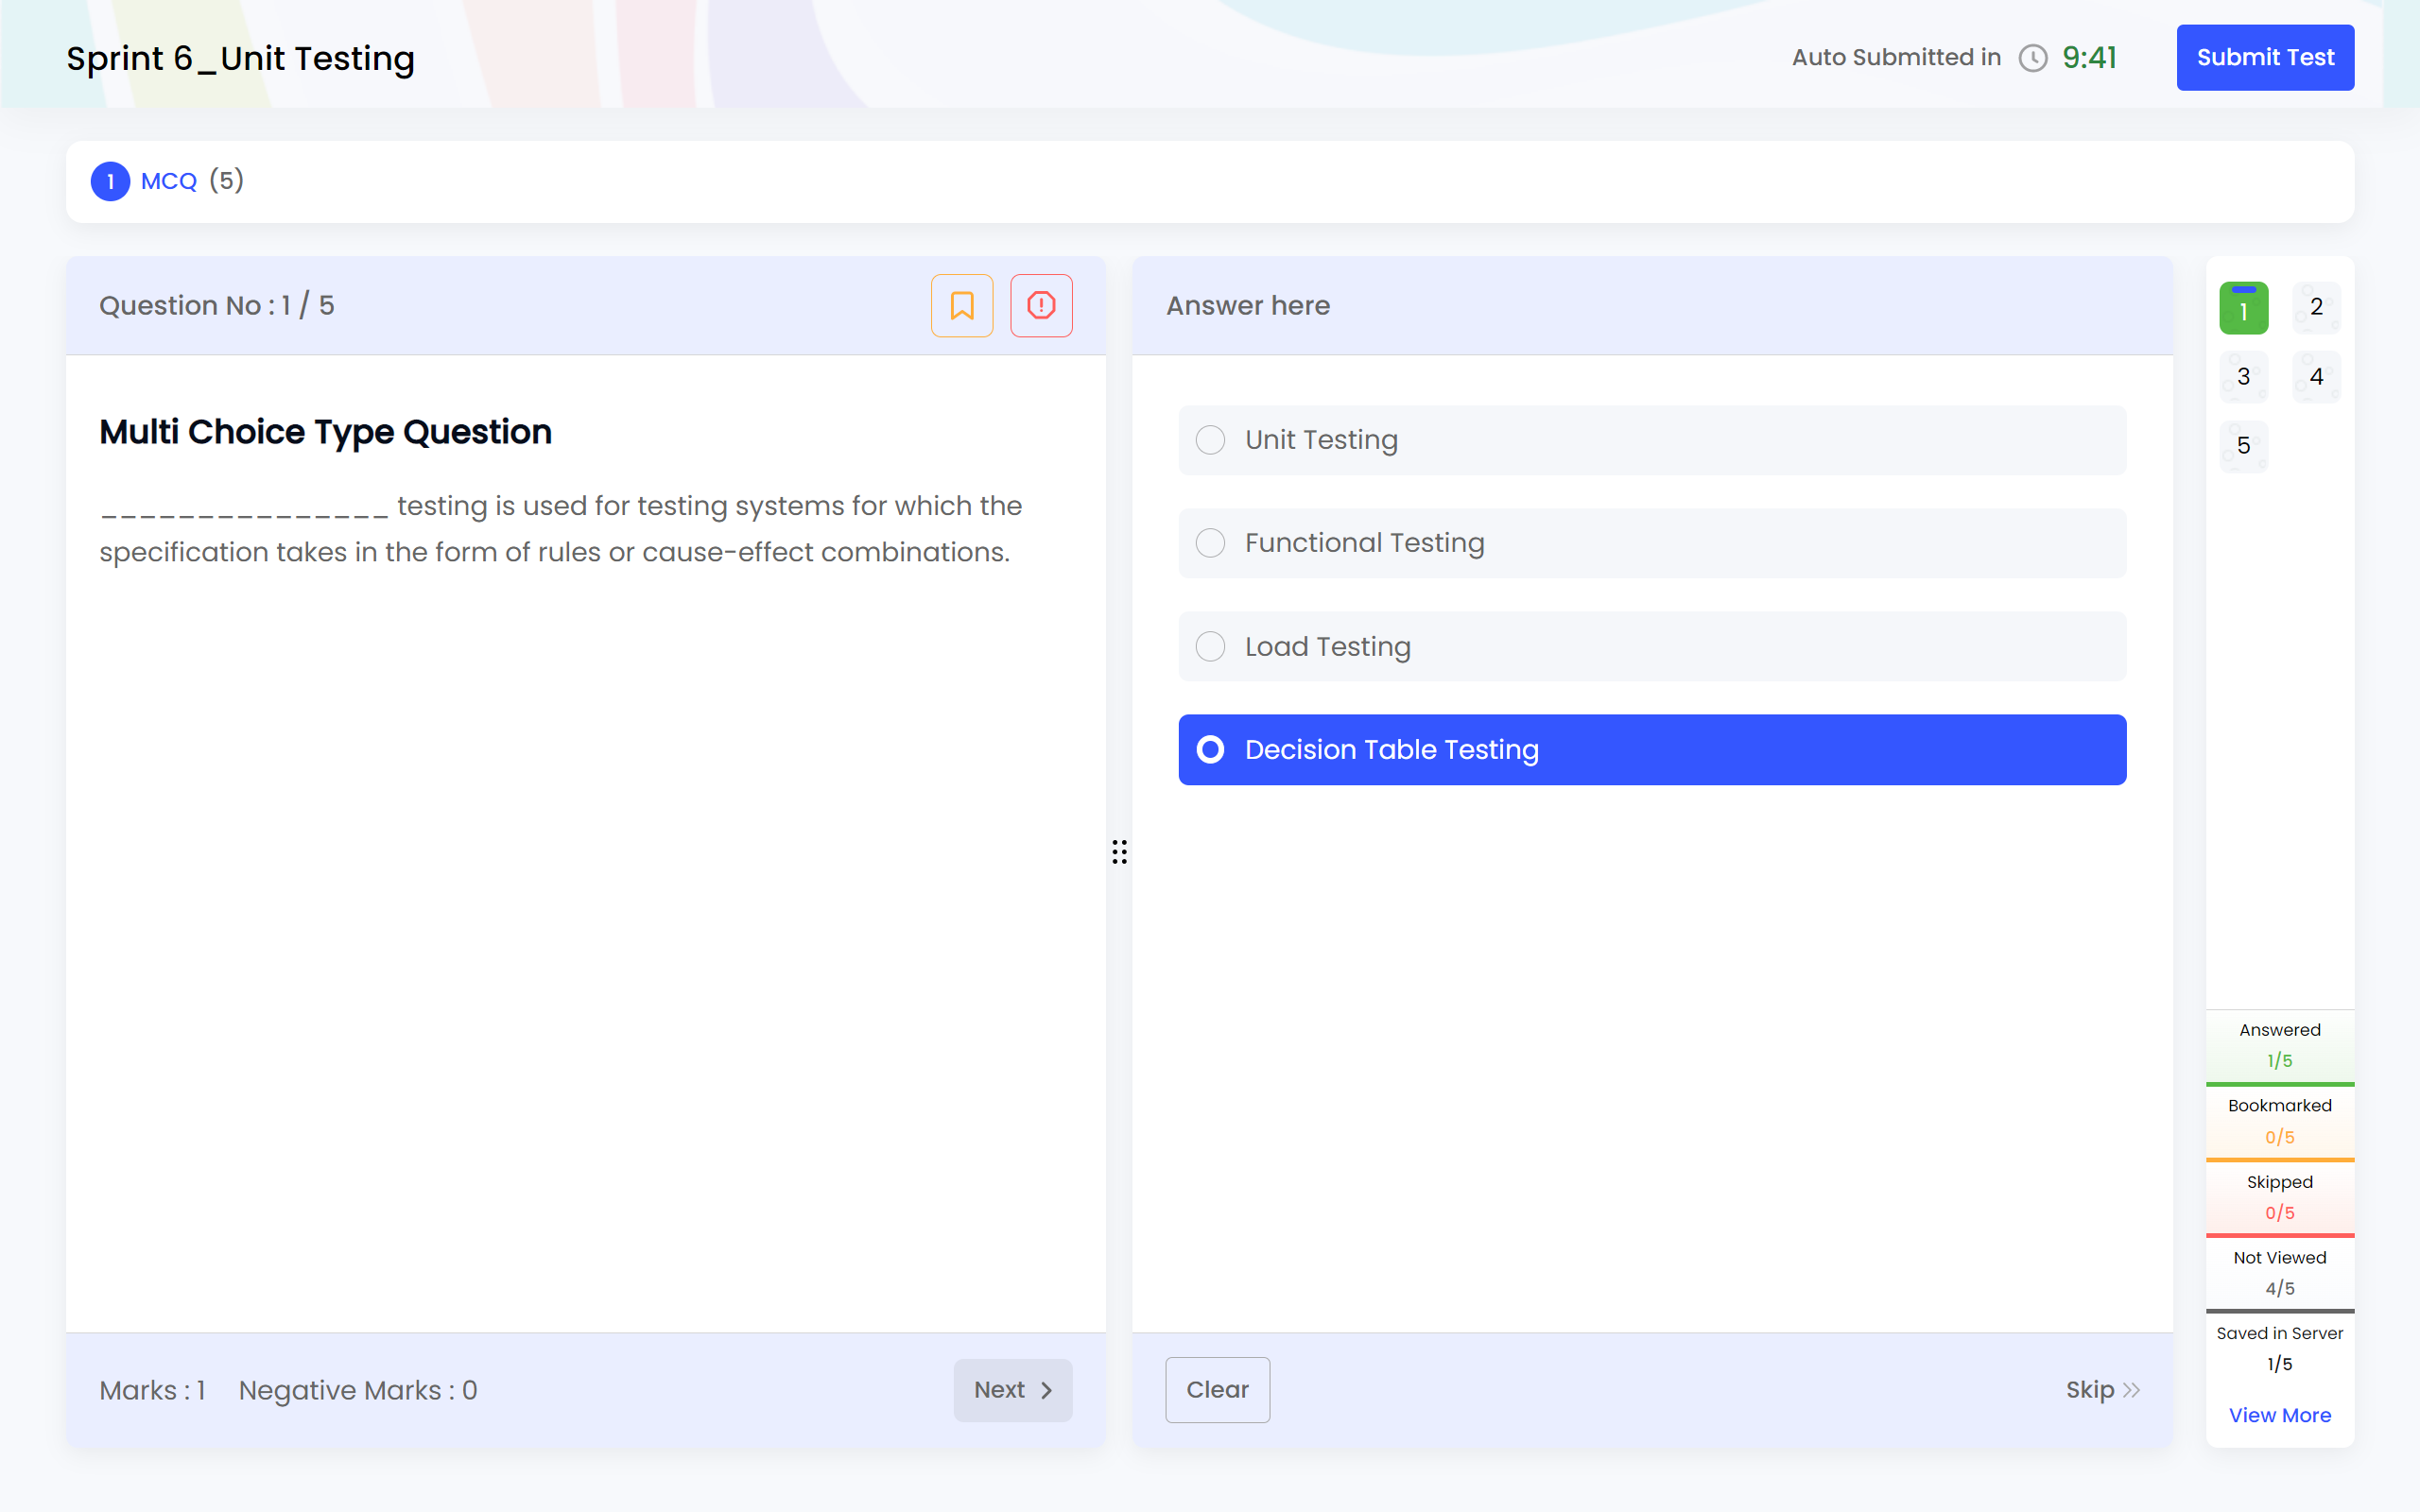 Sprint 6_Unit Testing
Auto Submitted in 9:41
Submit Test
1 MCQ (5)
Question No : 1 / 5
Multi Choice Type Question
_______________ testing is used for testing systems for which the
specification takes in the form of rules or cause-effect combinations.
Marks : 1 Negative Marks : 0
Next
Answer here
Unit Testing
Functional Testing
Load Testing
Decision Table Testing
Clear
Skip
1 2
3 4
5
Answered
1/5
Bookmarked
0/5
Skipped
0/5
Not Viewed
4/5
Saved in Server
1/5
View More